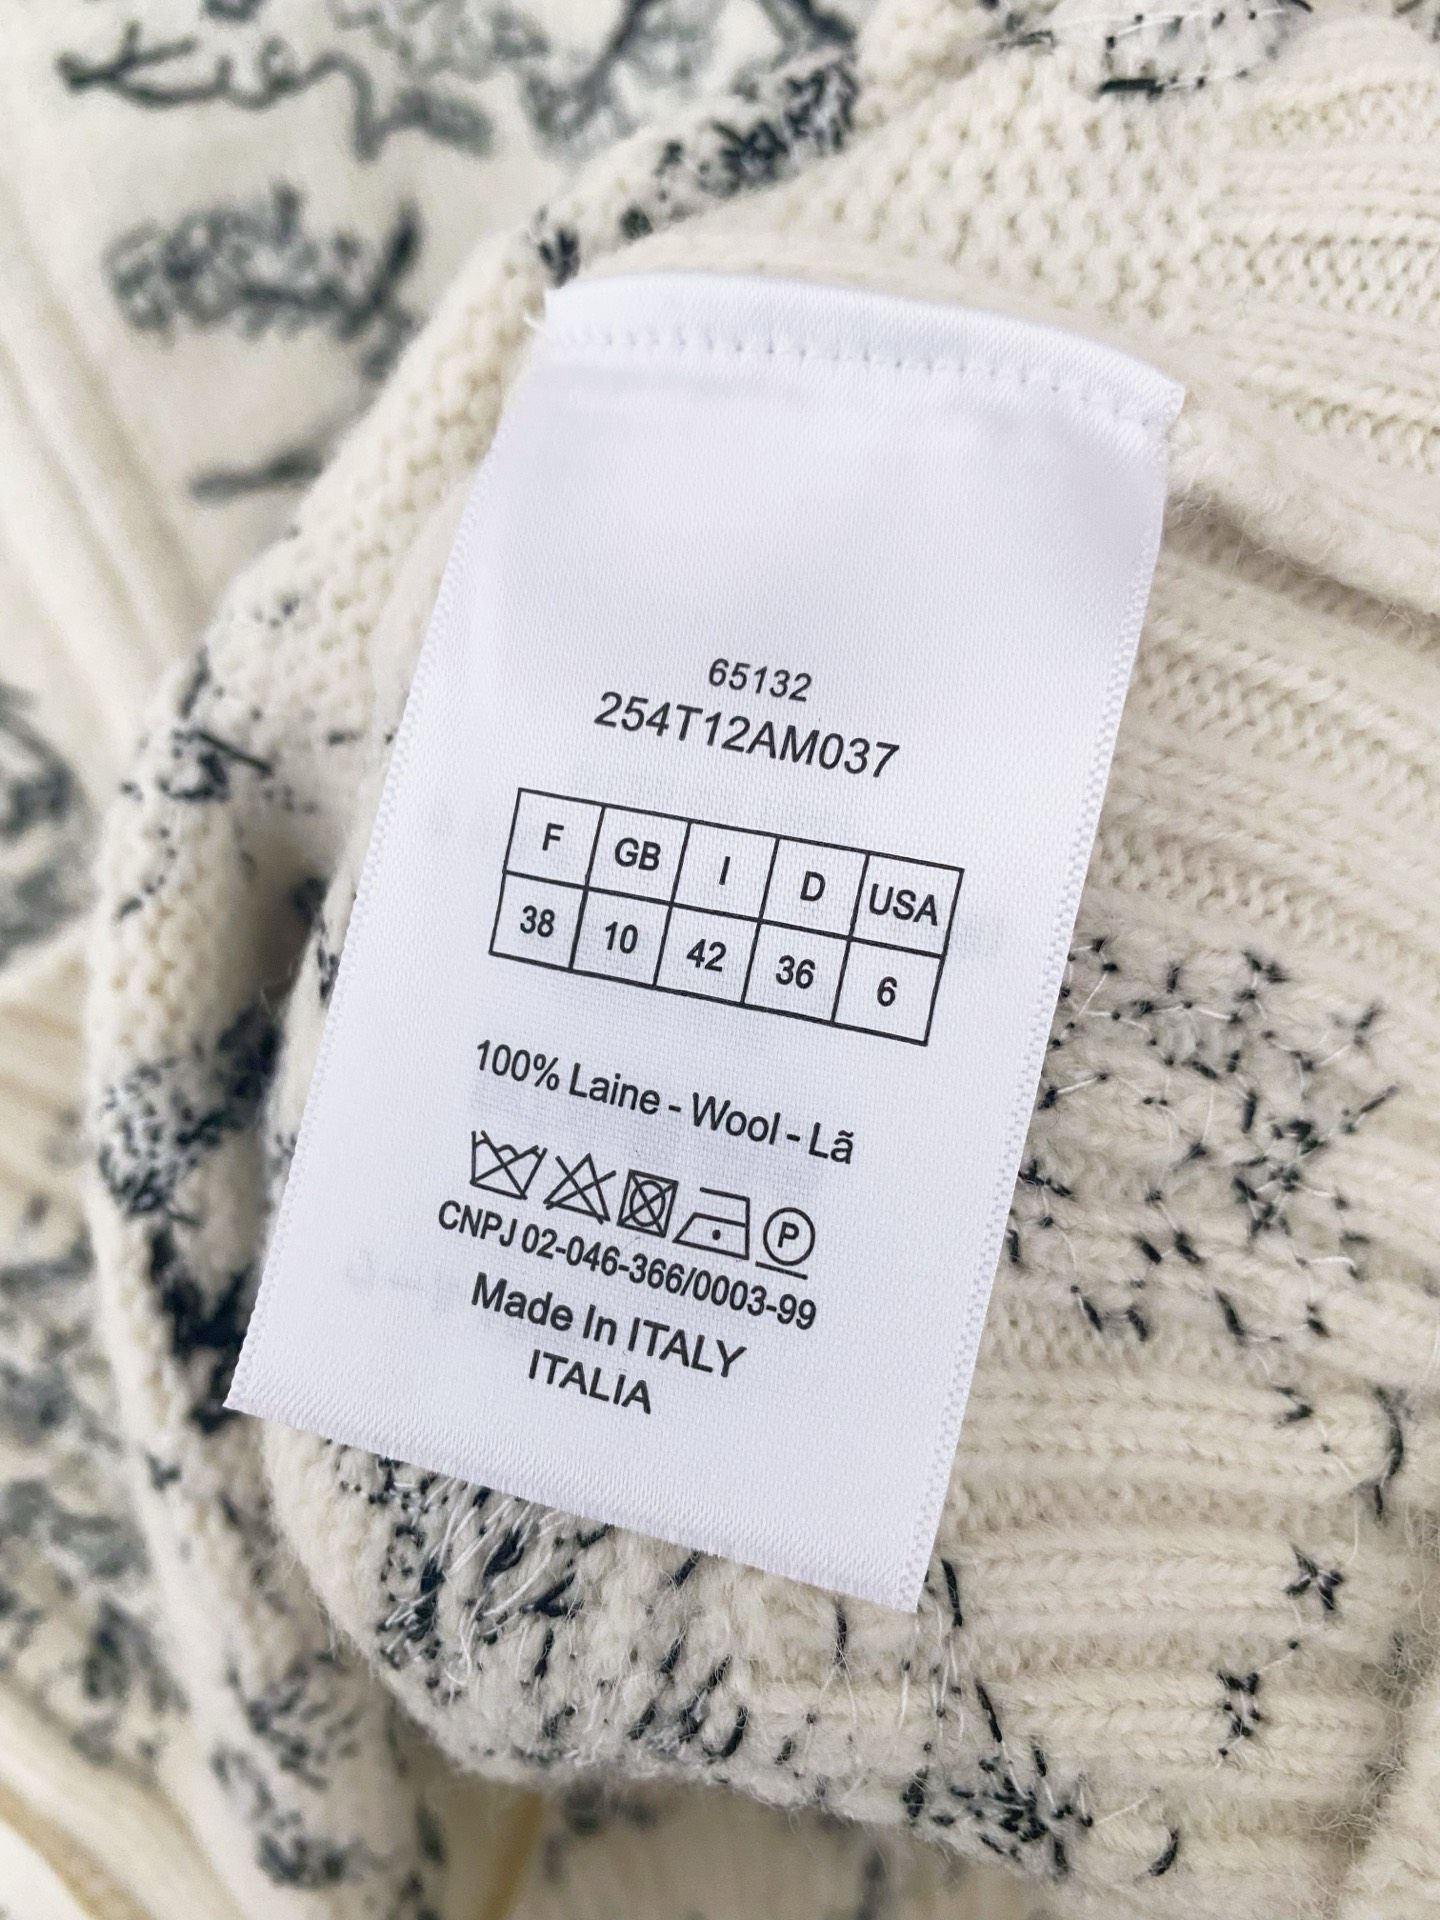 65132
254T12AM037
F GB I D USA
38 10 42 36 6
100% Laine - Wool - Lã
P
CNPJ 02-046-366/0003-99
Made In ITALY
ITALIA